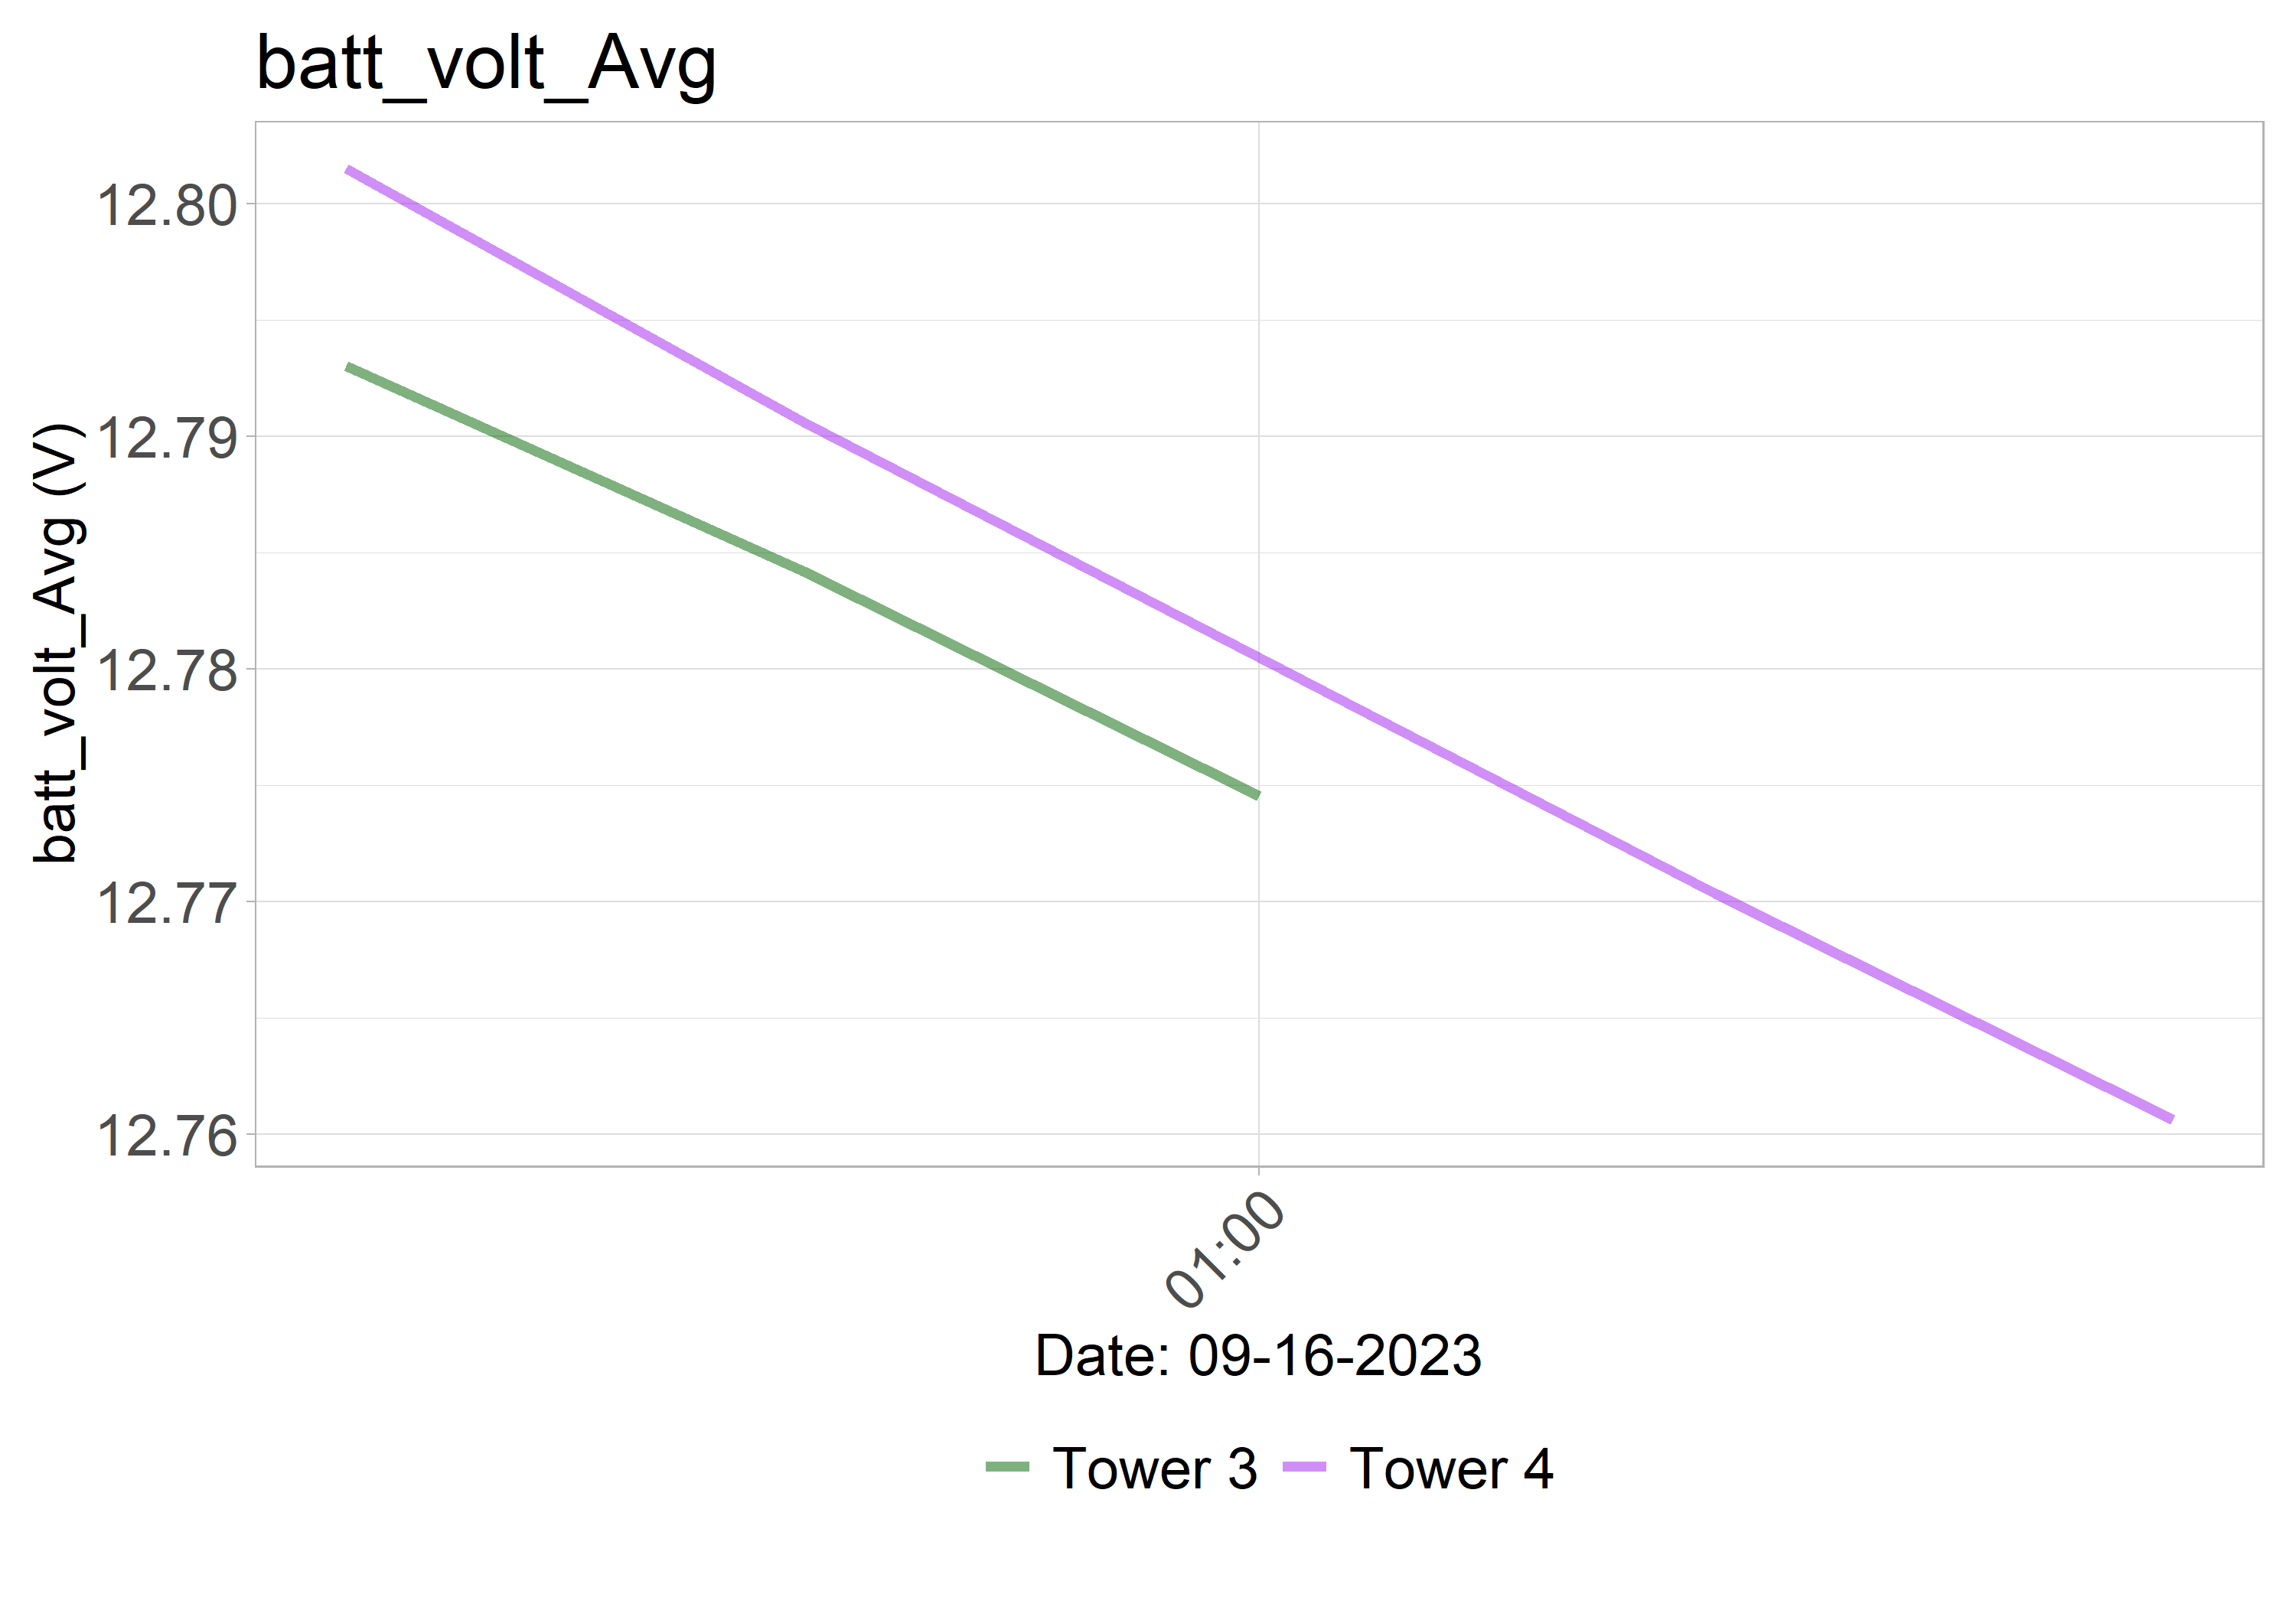 batt_volt_Avg
batt_volt_Avg (V)
12.80
12.79
12.78
12.77
12.76
01:00
Date: 09-16-2023
Tower 3 Tower 4